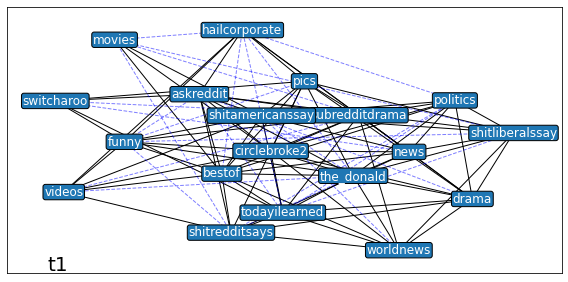 hailcorporate
movies
pics
askreddit
switcharoo
politics
shitamericanssay
ubredditdrama
shitliberalssay
funny
circlebroke2
news
bestof
the_donald
videos
drama
todayilearned
shitredditsays
worldnews
t1